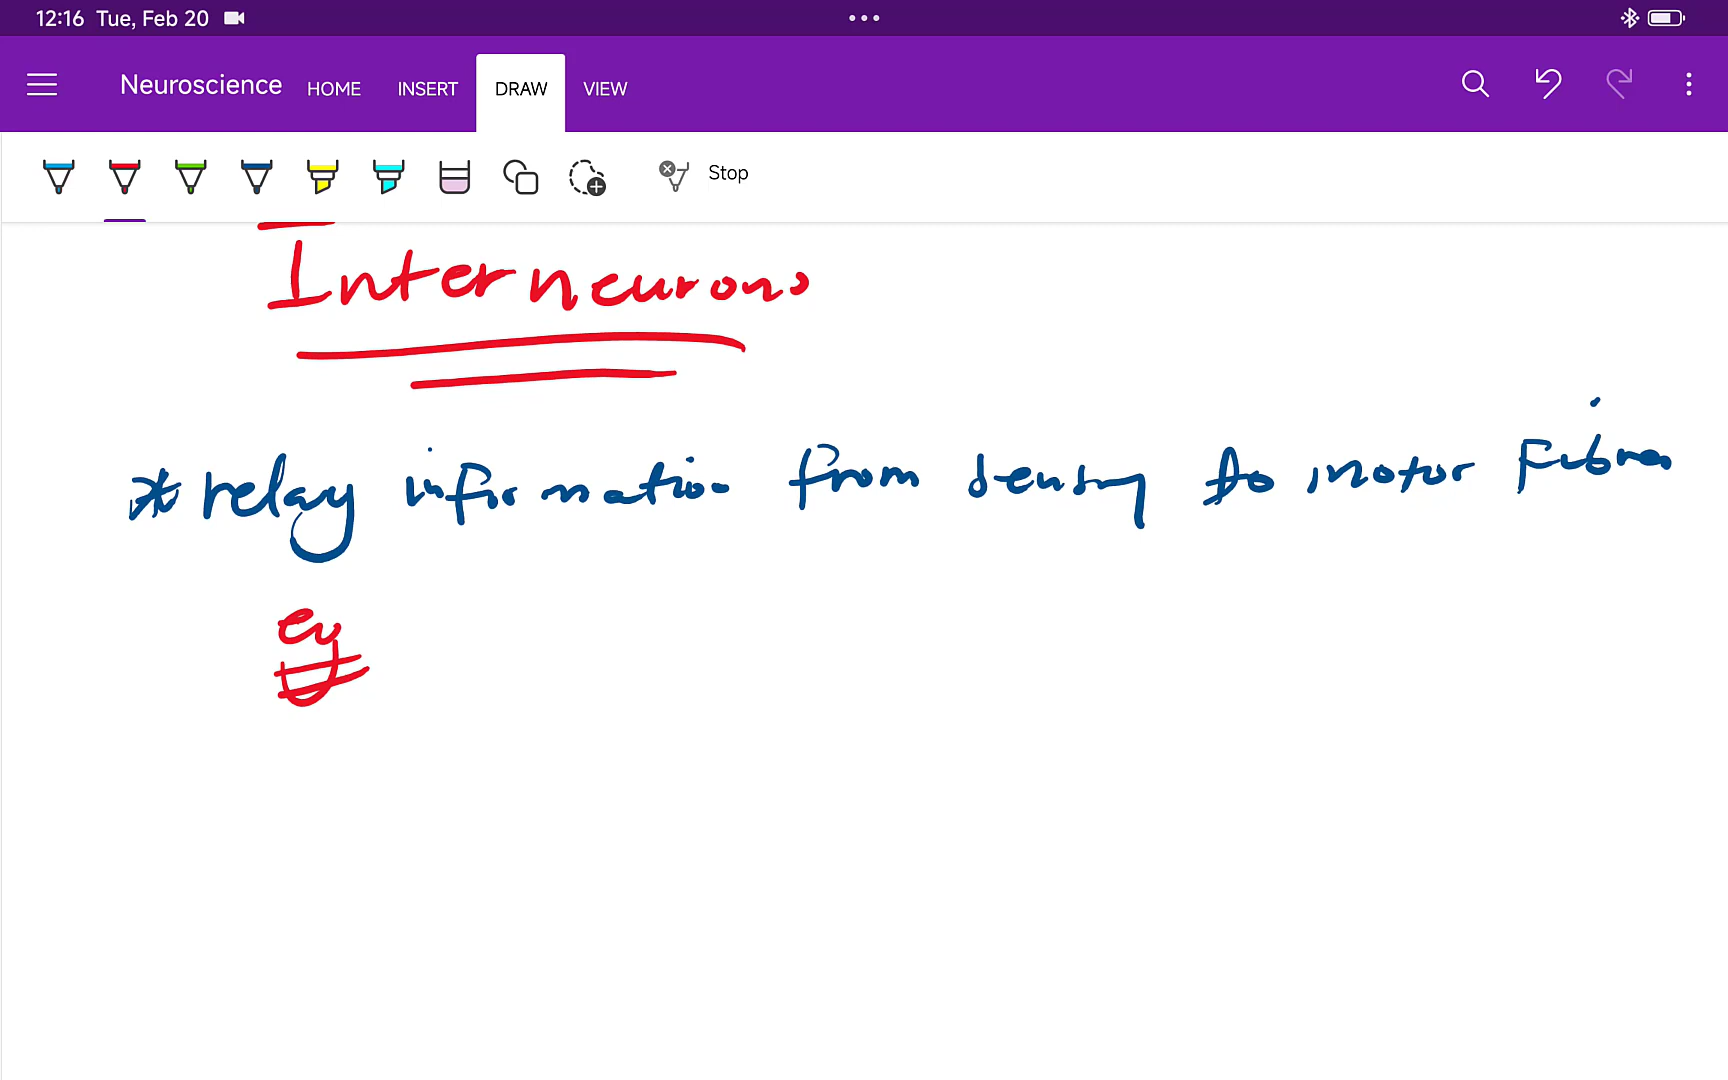 12:16 Tue, Feb 20
Neuroscience HOME INSERT DRAW VIEW
Stop
Interneurons
* relay information from sensory to motor Fibres
eg